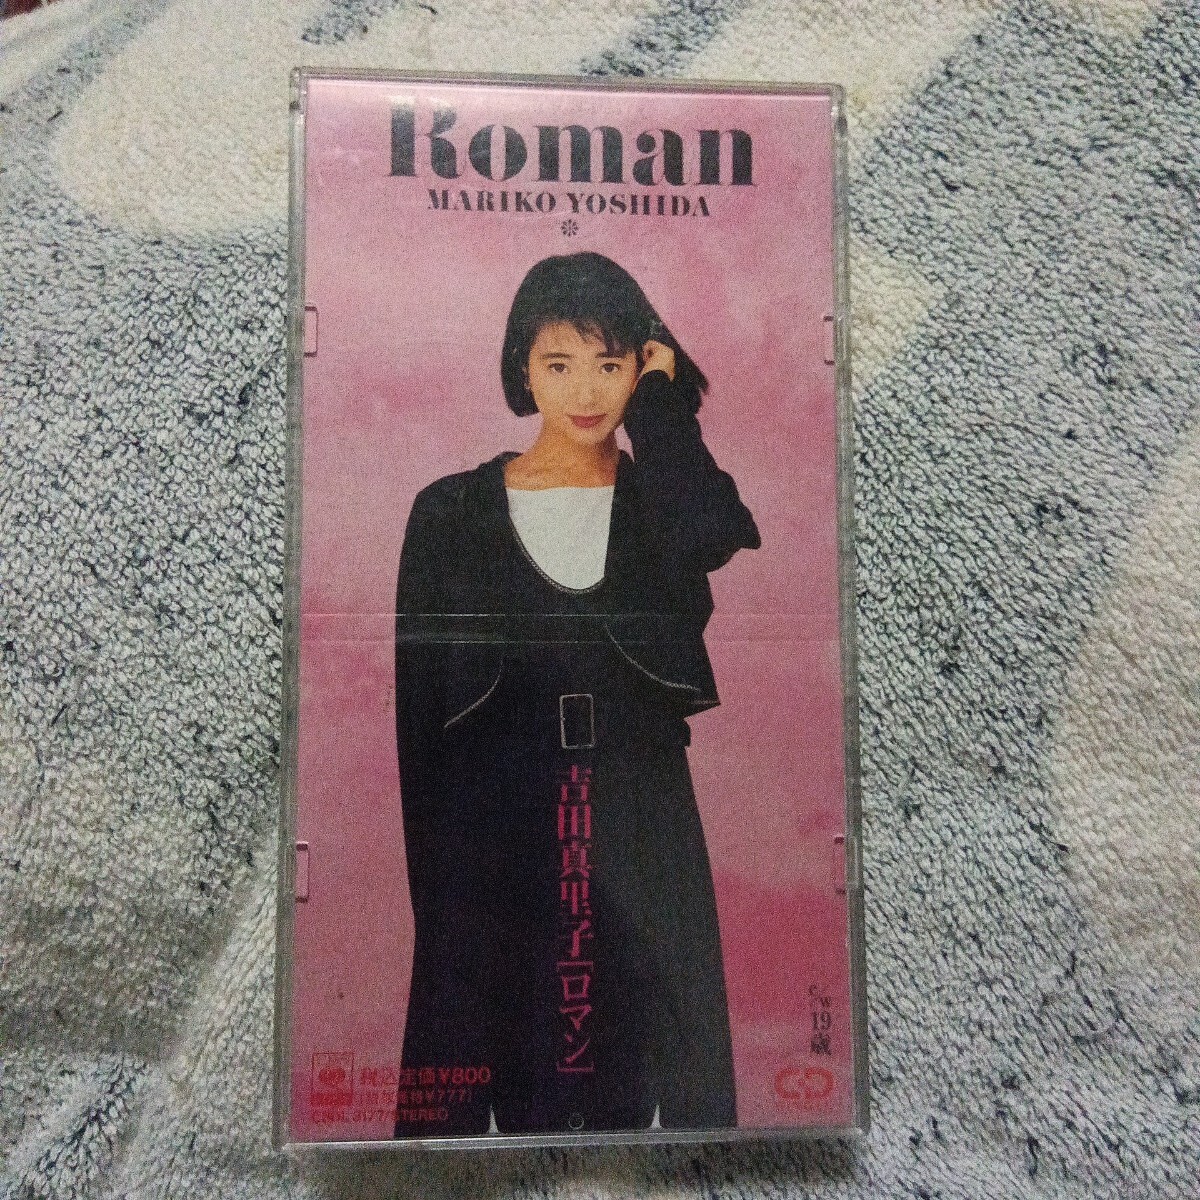 Roman
MARIKO YOSHIDA
吉田真里子[ロマン]
c/w 19歳
税込定価¥800
STEREO